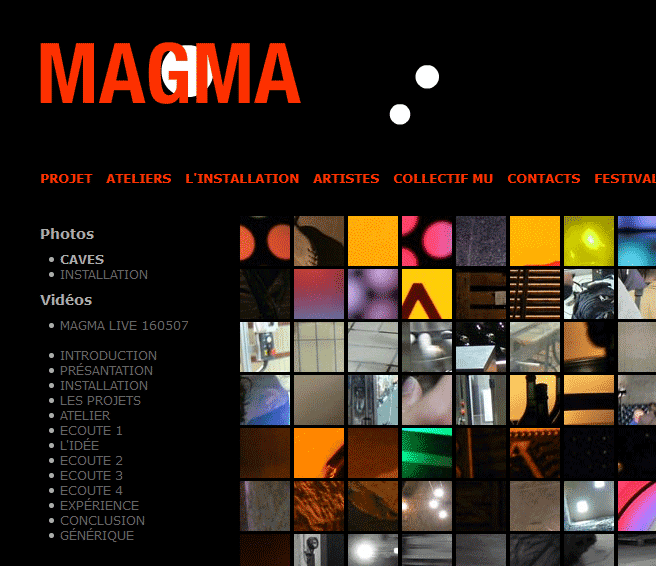 MAGMA
PROJET ATELIERS L'INSTALLATION ARTISTES COLLECTIF MU CONTACTS FESTIVAL
Photos
CAVES
INSTALLATION
Vidéos
MAGMA LIVE 160507
INTRODUCTION
PRÉSANTATION
INSTALLATION
LES PROJETS
ATELIER
ECOUTE 1
L'IDÉE
ECOUTE 2
ECOUTE 3
ECOUTE 4
EXPÉRIENCE
CONCLUSION
GÉNÉRIQUE